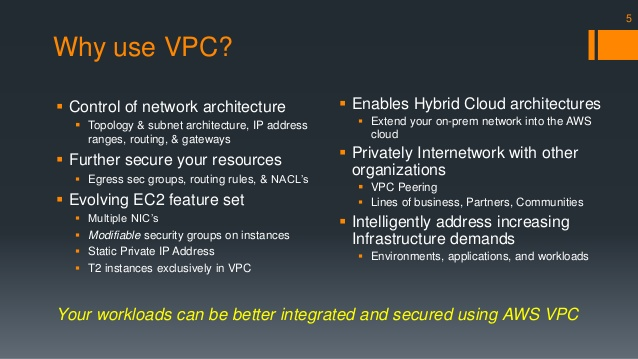 5
Why use VPC?
Control of network architecture
Topology & subnet architecture, IP address
ranges, routing, & gateways
Further secure your resources
Egress sec groups, routing rules, & NACL's
Evolving EC2 feature set
Multiple NIC's
Modifiable security groups on instances
Static Private IP Address
T2 instances exclusively in VPC
Enables Hybrid Cloud architectures
Extend your on-prem network into the AWS
cloud
Privately Internetwork with other
organizations
VPC Peering
Lines of business, Partners, Communities
Intelligently address increasing
Infrastructure demands
Environments, applications, and workloads
Your workloads can be better integrated and secured using AWS VPC